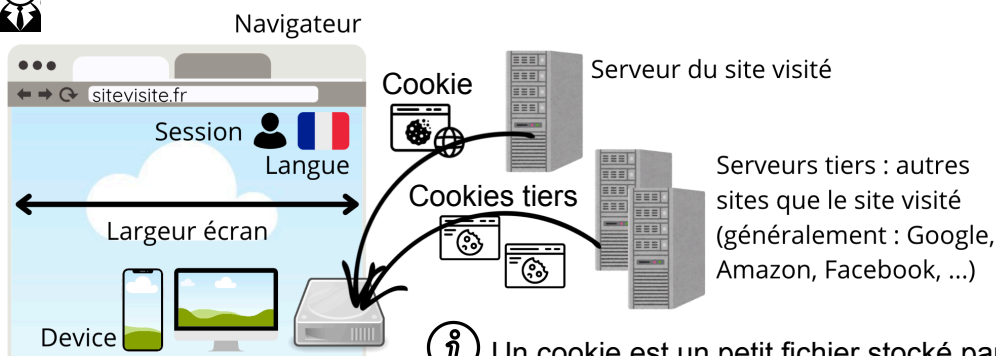 Navigateur
sitevisite.fr
Session
Langue
Largeur écran
Device
Cookie
Serveur du site visité
Cookies tiers
Serveurs tiers : autres
sites que le site visité
(généralement : Google,
Amazon, Facebook, ...)
i Un cookie est un petit fichier stocké par